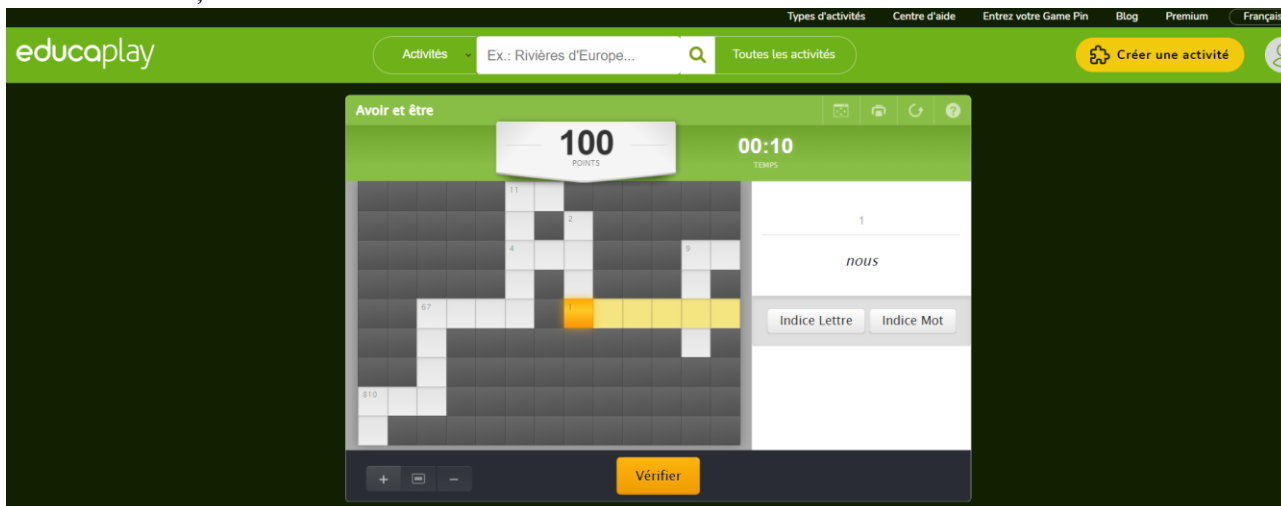 Types d'activités Centre d'aide Entrez votre Game Pin Blog Premium Français
educaplay Activités Ex.: Rivières d'Europe... Toutes les activités Créer une activité
Avoir et être
100
POINTS
00:10
TEMPS
11
2
1
4
9
nous
67
1
Indice Lettre Indice Mot
810
+ −
Vérifier